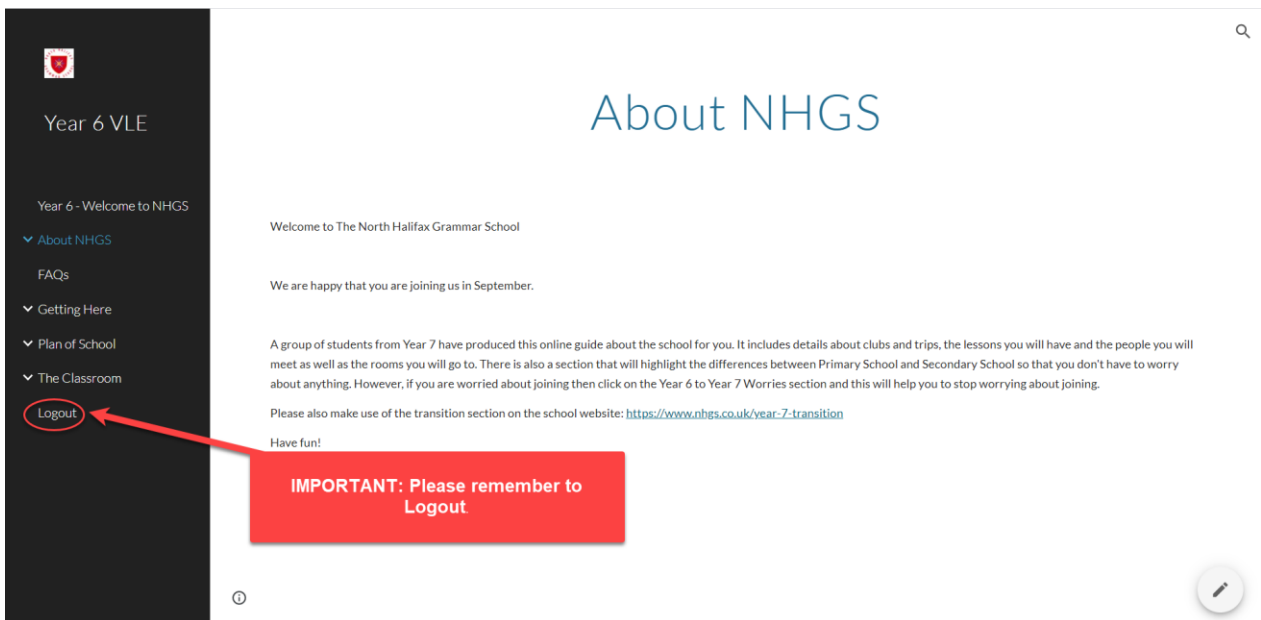 Year 6 VLE
Year 6 - Welcome to NHGS
About NHGS
FAQs
Getting Here
Plan of School
The Classroom
Logout
About NHGS
Welcome to The North Halifax Grammar School
We are happy that you are joining us in September.
A group of students from Year 7 have produced this online guide about the school for you. It includes details about clubs and trips, the lessons you will have and the people you will
meet as well as the rooms you will go to. There is also a section that will highlight the differences between Primary School and Secondary School so that you don't have to worry
about anything. However, if you are worried about joining then click on the Year 6 to Year 7 Worries section and this will help you to stop worrying about joining.
Please also make use of the transition section on the school website: https://www.nhgs.co.uk/year-7-transition
Have fun!
IMPORTANT: Please remember to
Logout.